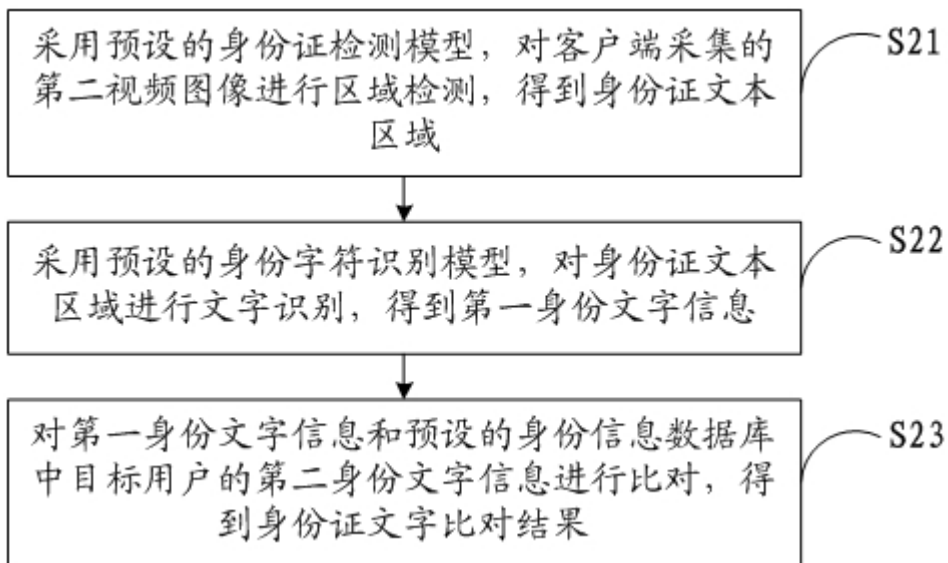 采用预设的身份证检测模型，对客户端采集的
第二视频图像进行区域检测，得到身份证文本
区域
S21
采用预设的身份字符识别模型，对身份证文本
区域进行文字识别，得到第一身份文字信息
S22
对第一身份文字信息和预设的身份信息数据库
中目标用户的第二身份文字信息进行比对，得
到身份证文字比对结果
S23